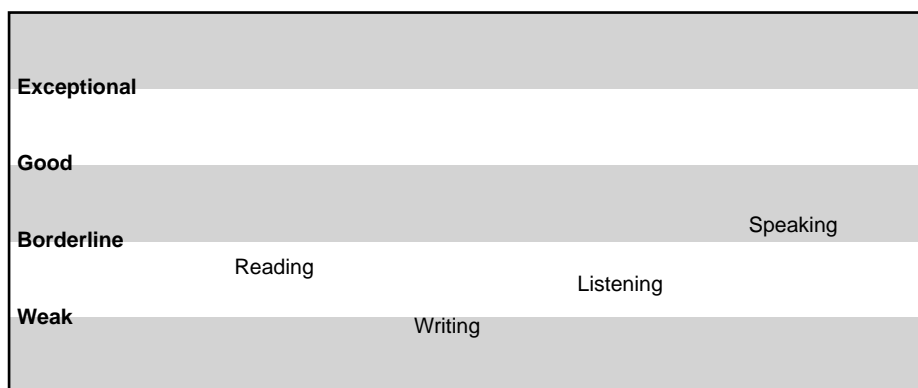 Exceptional
Good
Speaking
Borderline
Reading
Listening
Weak
Writing